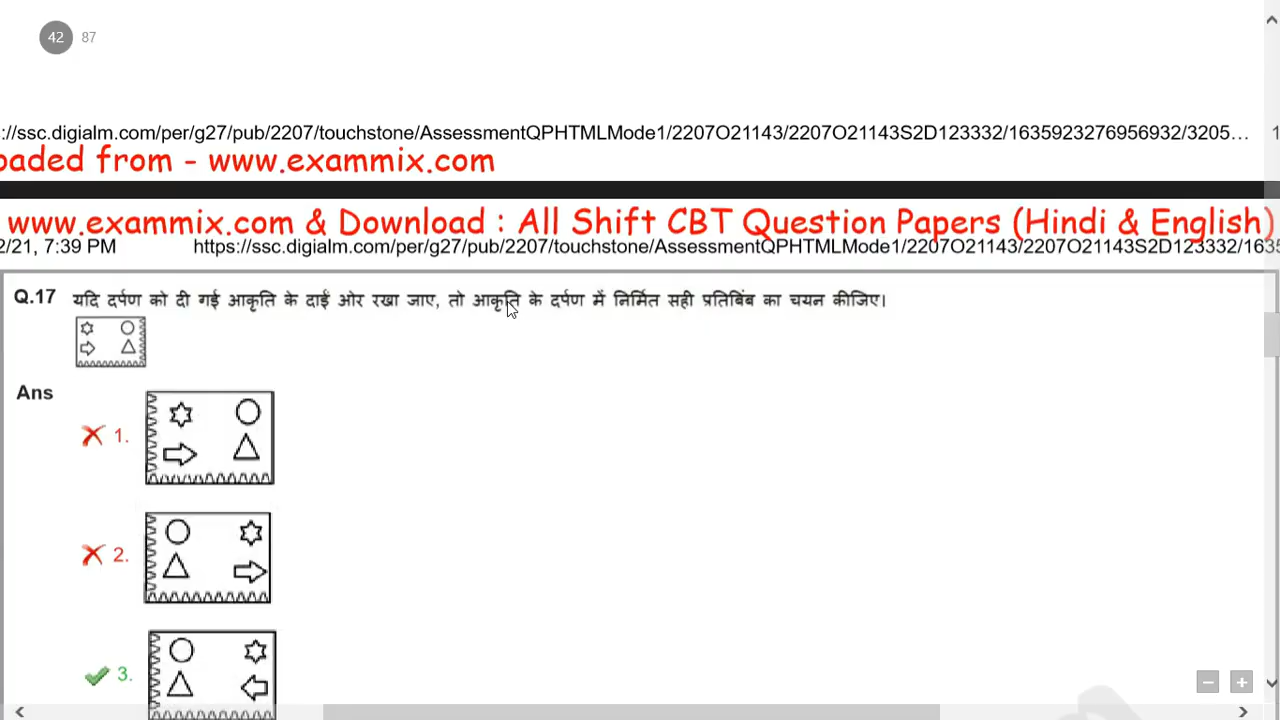 42 87
://ssc.digialm.com/per/g27/pub/2207/touchstone/AssessmentQPHTMLMode1/2207O21143/2207O21143S2D123332/1635923276956932/3205… 1
oaded from - www.exammix.com
www.exammix.com & Download : All Shift CBT Question Papers (Hindi & English)
2/21, 7:39 PM https://ssc.digialm.com/per/g27/pub/2207/touchstone/AssessmentQPHTMLMode1/2207O21143/2207O21143S2D123332/163
Q.17 यदि दर्पण को दी गई आकृति के दाईं ओर रखा जाए, तो आकृति के दर्पण में निर्मित सही प्रतिबिंब का चयन कीजिए।
Ans
1.
2.
3.